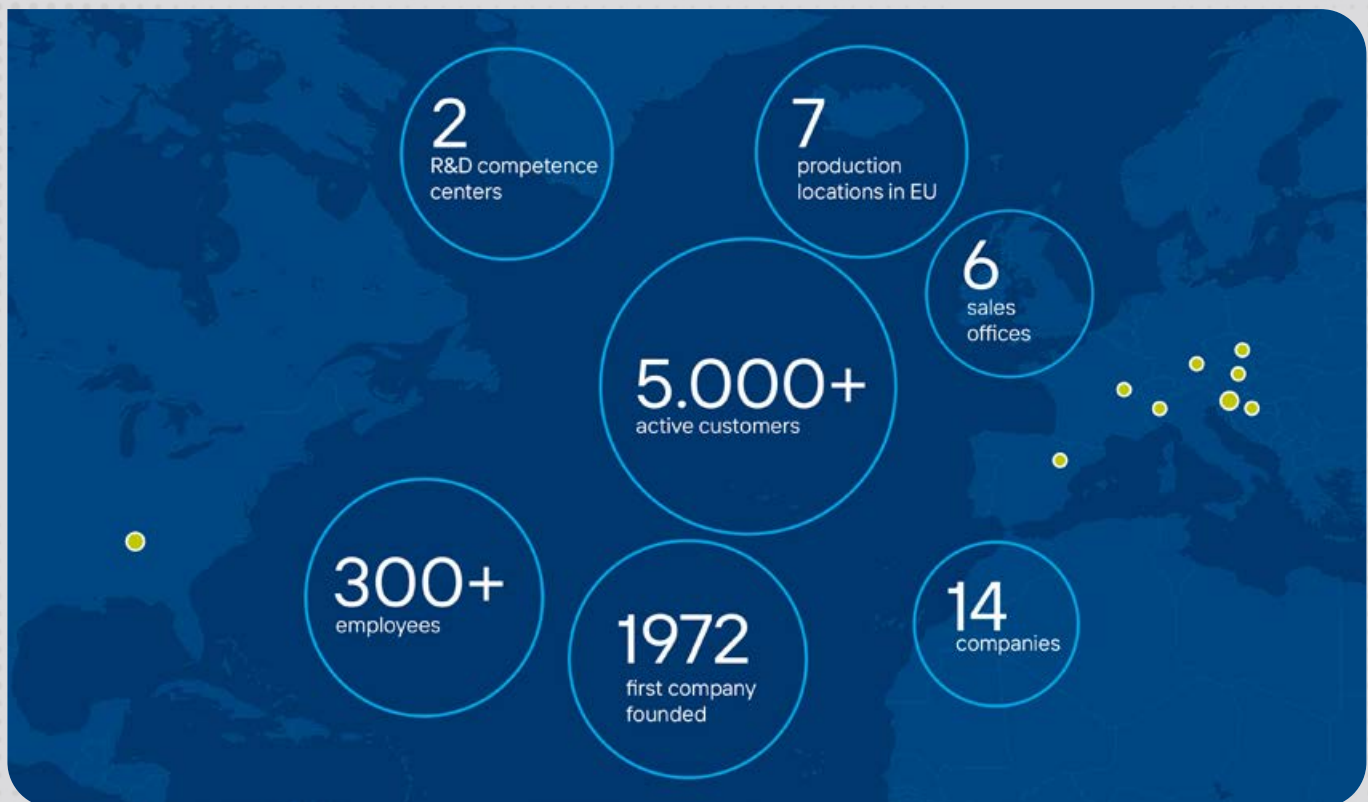 2
R&D competence
centers
7
production
locations in EU
6
sales
offices
5.000+
active customers
300+
employees
1972
first company
founded
14
companies